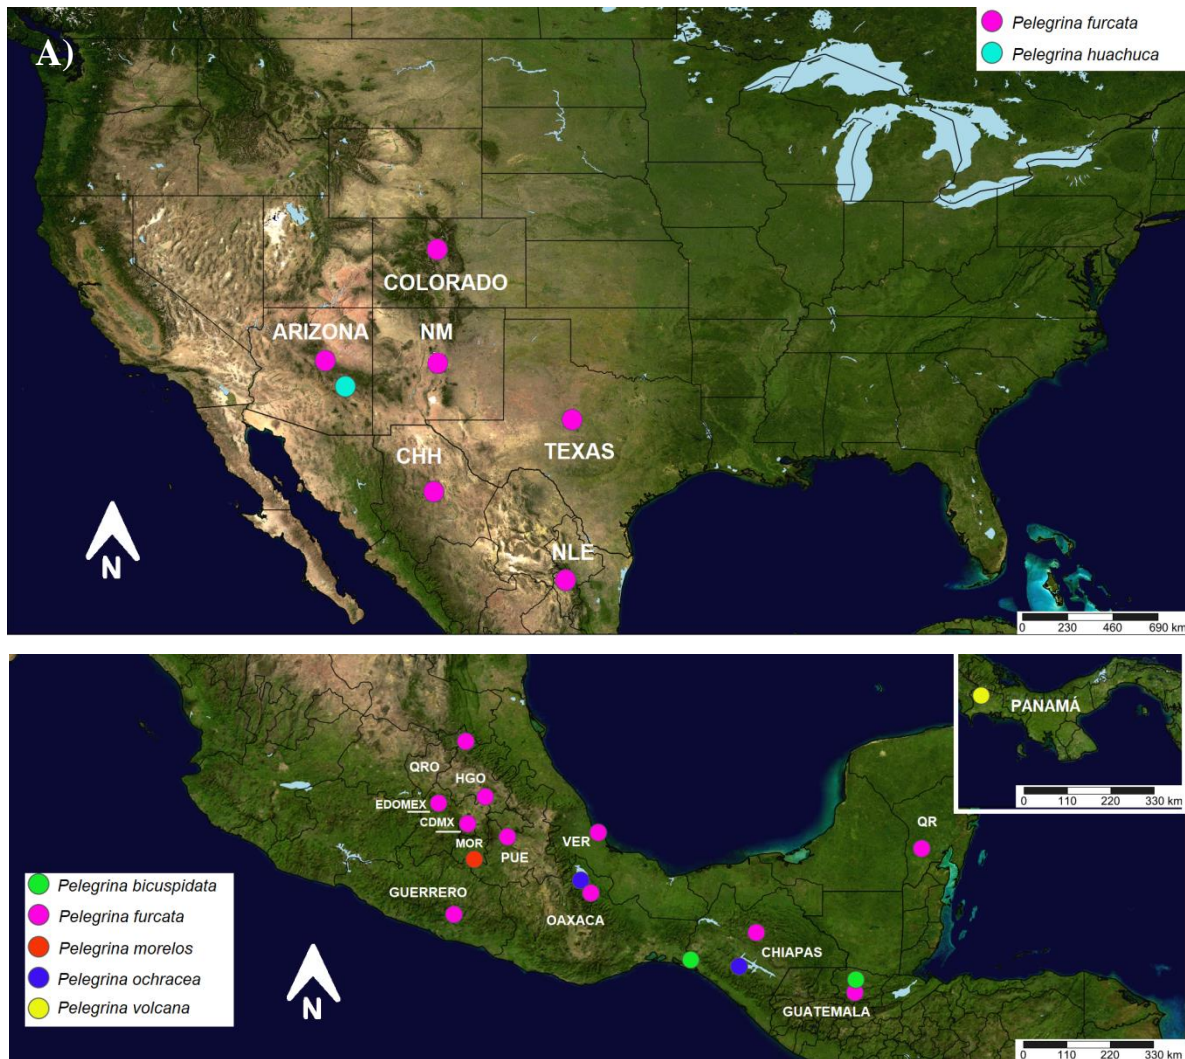 A)
Pelegrina furcata
Pelegrina huachuca
COLORADO
ARIZONA
NM
TEXAS
CHH
NLE
N
0 230 460 690 km
PANAMÁ
0 110 220 330 km
QRO
HGO
EDOMEX
CDMX
MOR
PUE
VER
QR
GUERRERO
OAXACA
CHIAPAS
GUATEMALA
Pelegrina bicuspidata
Pelegrina furcata
Pelegrina morelos
Pelegrina ochracea
Pelegrina volcana
N
0 110 220 330 km